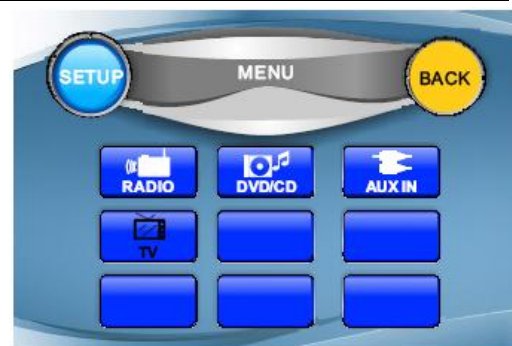 SETUP
MENU
BACK
RADIO
DVD/CD
AUX IN
TV